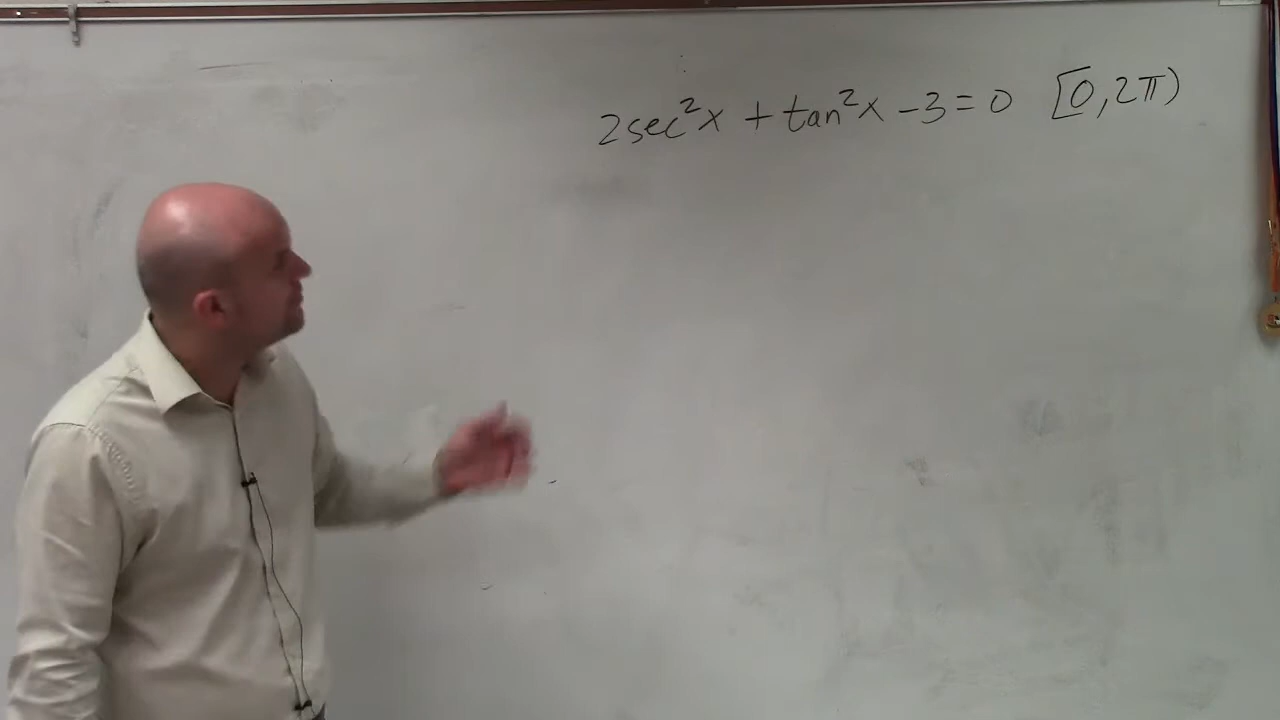 2sec²x + tan²x - 3 = 0 [0, 2π)